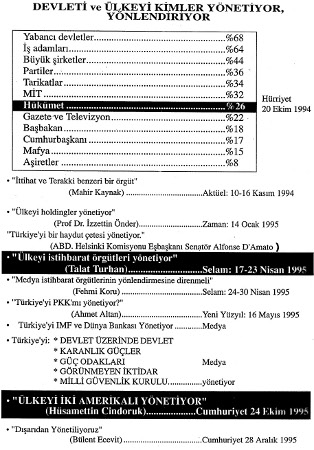 DEVLETİ ve ÜLKEYİ KİMLER YÖNETİYOR,
YÖNLENDİRİYOR
Yabancı devletler...............................%68
İş adamları..........................................%64
Büyük şirketler...................................%44
Partiler................................................%36
Tarikatlar............................................%34
MİT.....................................................%32
Hukümet.............................................%26
Gazete ve Televizyon.........................%22
Başbakan............................................%18
Cumhurbaşkanı..................................%17
Mafya.................................................%15
Aşiretler..............................................%8
Hürriyet
20 Ekim 1994
• "İttihat ve Terakki benzeri bir örgüt"
(Mahir Kaynak)..............................Aktüel: 10-16 Kasım 1994
• "Ülkeyi holdingler yönetiyor"
(Prof Dr. İzzettin Önder)...................Zaman: 14 Ocak 1995
"Türkiye'yi bir haydut çetesi yönetiyor."
(ABD. Helsinki Komisyonu Eşbaşkanı Senatör Alfonse D'Amato )
• "Ülkeyi istihbarat örgütleri yönetiyor"
(Talat Turhan)....................Selam: 17-23 Nisan 1995
• "Medya istihbarat örgütlerinin yönlendirmesine direnmeli"
(Fehmi Koru)..........................Selam: 24-30 Nisan 1995
• "Türkiye'yi PKK'mı yönetiyor?"
(Ahmet Altan)........................Yeni Yüzyıl: 16 Mayıs 1995
• Türkiye'yi IMF ve Dünya Bankası Yönetiyor ....... Medya
• Türkiye'yi: * DEVLET ÜZERİNDE DEVLET
* KARANLIK GÜÇLER
* GÜÇ ODAKLARI Medya
* GÖRÜNMEYEN İKTİDAR
* MİLLİ GÜVENLİK KURULU........yönetiyor
• "ÜLKEYİ İKİ AMERİKALI YÖNETİYOR"
(Hüsamettin Cindoruk).................Cumhuriyet 24 Ekim 1995
• "Dışarıdan Yönetiliyoruz"
(Bülent Ecevit)...........................Cumhuriyet 28 Aralık 1995